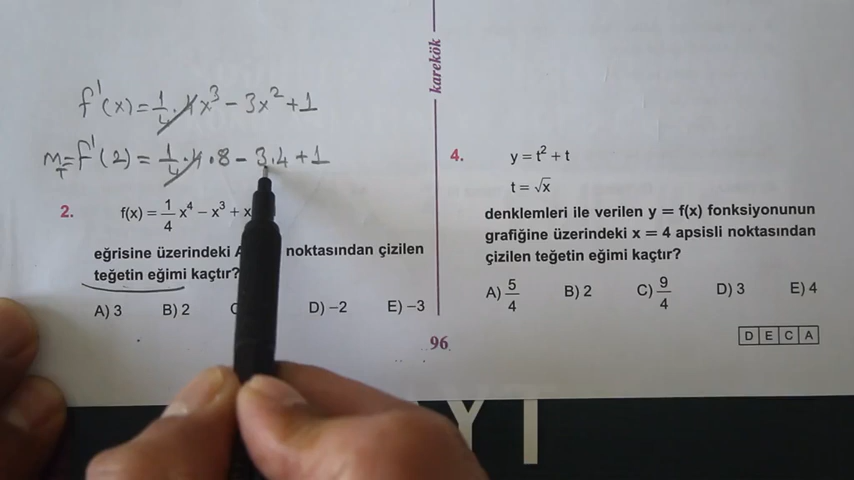 f'(x) = 1/4 . 4x³ - 3x² + 1
m_T = f'(2) = 1/4 . 4 . 8 - 3.4 + 1
2. f(x) = 1/4 x⁴ - x³ + x
eğrisine üzerindeki A noktasından çizilen
teğetin eğimi kaçtır?
A) 3 B) 2 D) -2 E) -3
karekök
4. y = t² + t
t = √x
denklemleri ile verilen y = f(x) fonksiyonunun
grafiğine üzerindeki x = 4 apsisli noktasından
çizilen teğetin eğimi kaçtır?
A) 5/4 B) 2 C) 9/4 D) 3 E) 4
96
D E C A